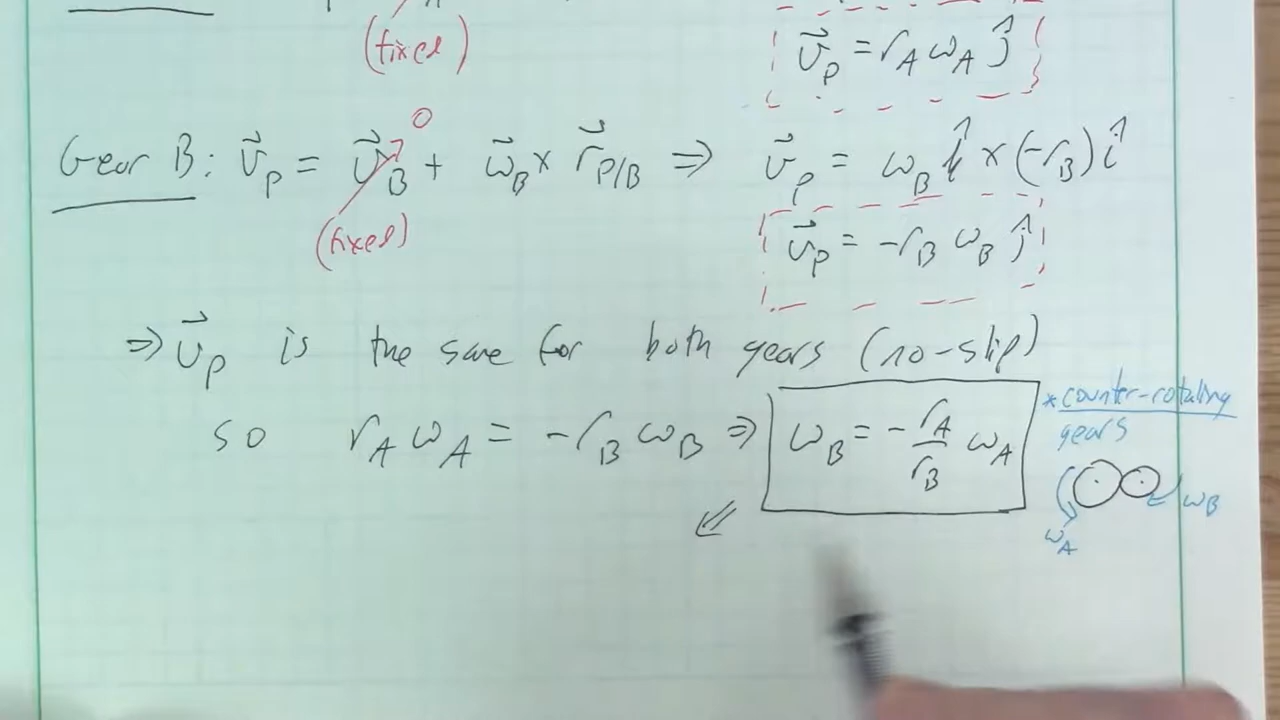 (fixed)
v⃗_P = r_A ω_A ĵ
Gear B: v⃗_P = v⃗_B + ω⃗_B × r⃗_P/B ⇒ v⃗_P = ω_B k̂ × (-r_B) î
0
(fixed)
v⃗_P = -r_B ω_B ĵ
⇒ v⃗_P is the same for both gears (no-slip)
so r_A ω_A = -r_B ω_B ⇒ ω_B = - r_A/r_B ω_A
*counter-rotating
gears
ω_B
ω_A